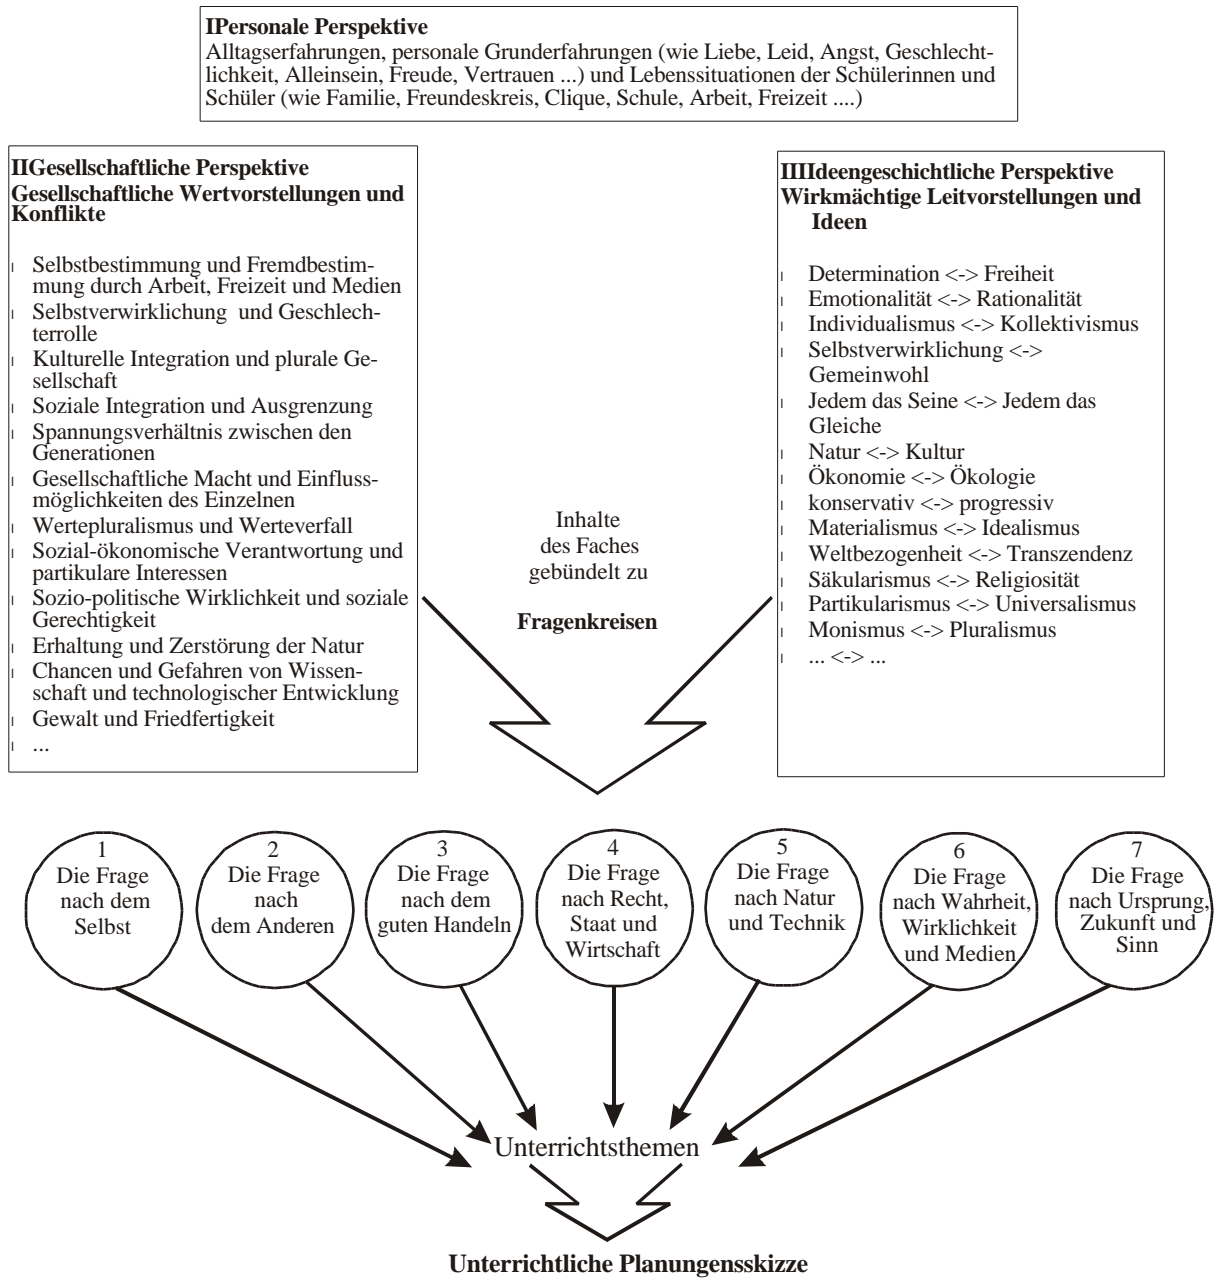 IPersonale Perspektive
Alltagserfahrungen, personale Grunderfahrungen (wie Liebe, Leid, Angst, Geschlecht-
lichkeit, Alleinsein, Freude, Vertrauen ...) und Lebenssituationen der Schülerinnen und
Schüler (wie Familie, Freundeskreis, Clique, Schule, Arbeit, Freizeit ....)
IIGesellschaftliche Perspektive
Gesellschaftliche Wertvorstellungen und
Konflikte
Selbstbestimmung und Fremdbestim-
mung durch Arbeit, Freizeit und Medien
Selbstverwirklichung und Geschlech-
terrolle
Kulturelle Integration und plurale Ge-
sellschaft
Soziale Integration und Ausgrenzung
Spannungsverhältnis zwischen den
Generationen
Gesellschaftliche Macht und Einfluss-
möglichkeiten des Einzelnen
Wertepluralismus und Werteverfall
Sozial-ökonomische Verantwortung und
partikulare Interessen
Sozio-politische Wirklichkeit und soziale
Gerechtigkeit
Erhaltung und Zerstörung der Natur
Chancen und Gefahren von Wissen-
schaft und technologischer Entwicklung
Gewalt und Friedfertigkeit
...
IIIIdeengeschichtliche Perspektive
Wirkmächtige Leitvorstellungen und
Ideen
Determination <-> Freiheit
Emotionalität <-> Rationalität
Individualismus <-> Kollektivismus
Selbstverwirklichung <->
Gemeinwohl
Jedem das Seine <-> Jedem das
Gleiche
Natur <-> Kultur
Ökonomie <-> Ökologie
konservativ <-> progressiv
Materialismus <-> Idealismus
Weltbezogenheit <-> Transzendenz
Säkularismus <-> Religiosität
Partikularismus <-> Universalismus
Monismus <-> Pluralismus
... <-> ...
Inhalte
des Faches
gebündelt zu
Fragenkreisen
1
Die Frage
nach dem
Selbst
2
Die Frage
nach
dem Anderen
3
Die Frage
nach dem
guten Handeln
4
Die Frage
nach Recht,
Staat und
Wirtschaft
5
Die Frage
nach Natur
und Technik
6
Die Frage
nach Wahrheit,
Wirklichkeit
und Medien
7
Die Frage
nach Ursprung,
Zukunft und
Sinn
Unterrichtsthemen
Unterrichtliche Planungensskizze